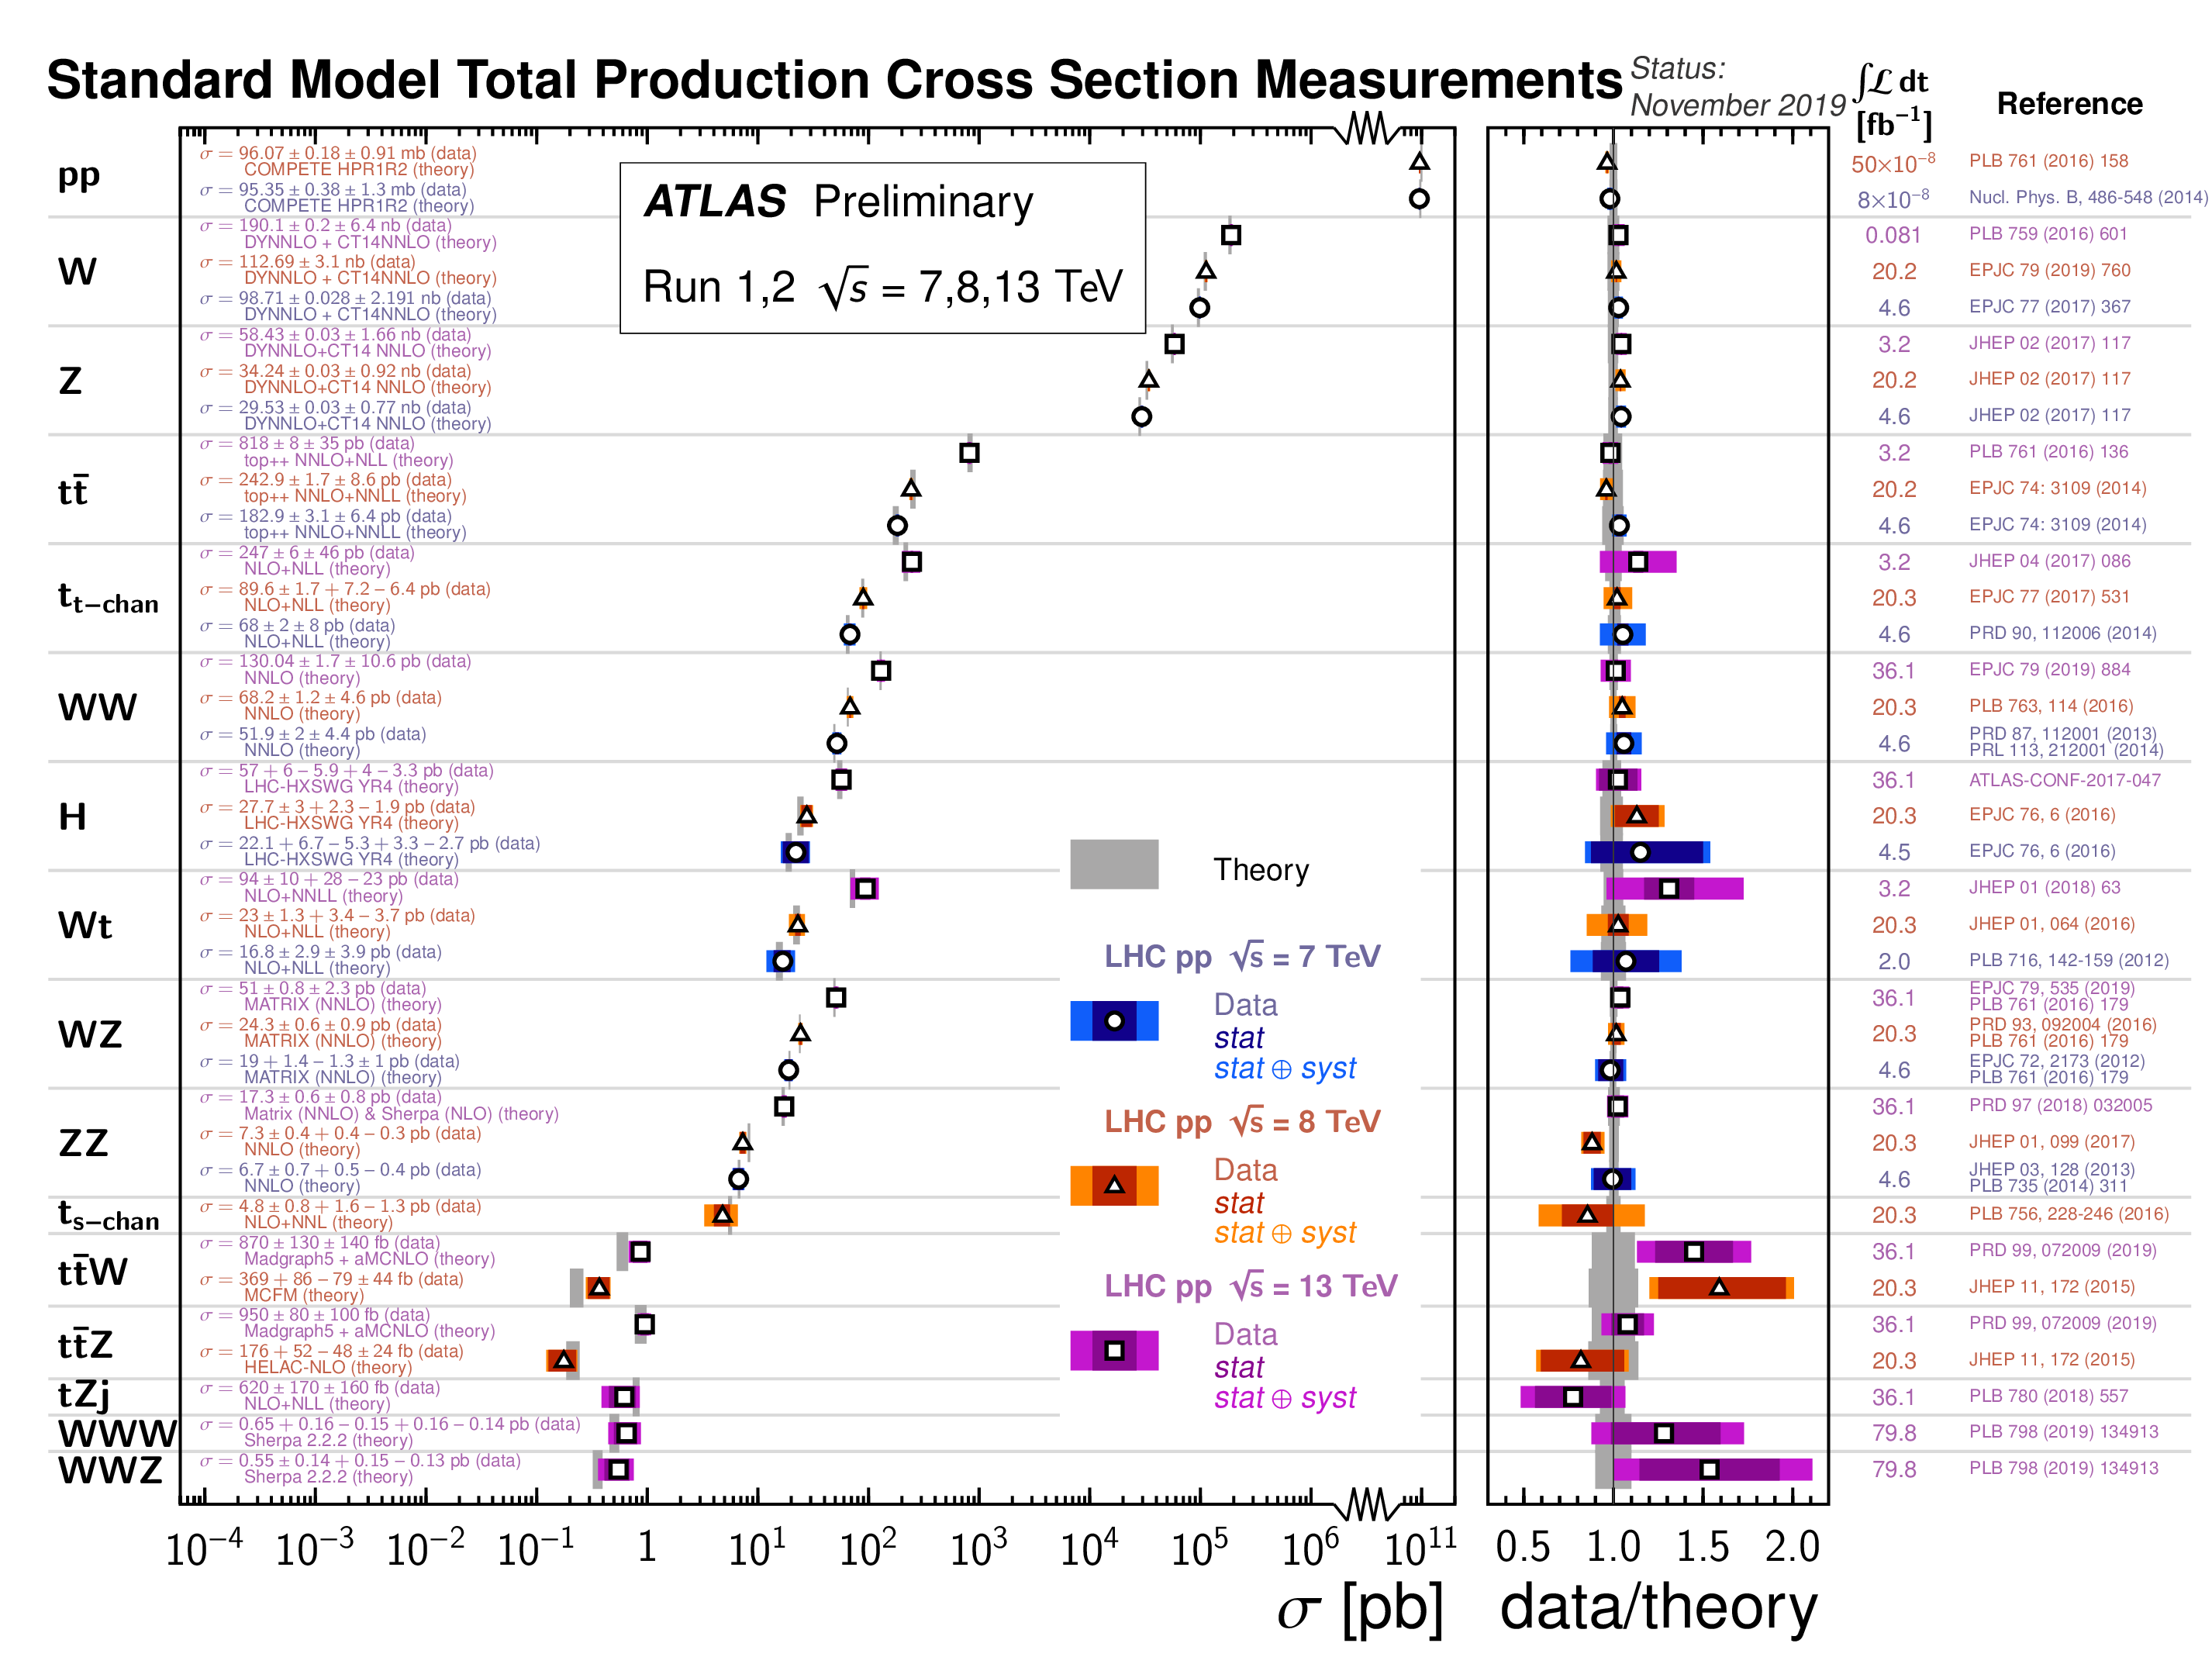 Standard Model Total Production Cross Section Measurements
Status:
November 2019
∫ℒ dt
[fb⁻¹]
Reference
ATLAS Preliminary
Run 1,2 √s = 7,8,13 TeV
pp
σ = 96.07 ± 0.18 ± 0.91 mb (data)
COMPETE HPR1R2 (theory)
50×10⁻⁸
PLB 761 (2016) 158
σ = 95.35 ± 0.38 ± 1.3 mb (data)
COMPETE HPR1R2 (theory)
8×10⁻⁸
Nucl. Phys. B, 486-548 (2014)
W
σ = 190.1 ± 0.2 ± 6.4 nb (data)
DYNNLO + CT14NNLO (theory)
0.081
PLB 759 (2016) 601
σ = 112.69 ± 3.1 nb (data)
DYNNLO + CT14NNLO (theory)
20.2
EPJC 79 (2019) 760
σ = 98.71 ± 0.028 ± 2.191 nb (data)
DYNNLO + CT14NNLO (theory)
4.6
EPJC 77 (2017) 367
Z
σ = 58.43 ± 0.03 ± 1.66 nb (data)
DYNNLO+CT14 NNLO (theory)
3.2
JHEP 02 (2017) 117
σ = 34.24 ± 0.03 ± 0.92 nb (data)
DYNNLO+CT14 NNLO (theory)
20.2
JHEP 02 (2017) 117
σ = 29.53 ± 0.03 ± 0.77 nb (data)
DYNNLO+CT14 NNLO (theory)
4.6
JHEP 02 (2017) 117
tt̄
σ = 818 ± 8 ± 35 pb (data)
top++ NNLO+NLL (theory)
3.2
PLB 761 (2016) 136
σ = 242.9 ± 1.7 ± 8.6 pb (data)
top++ NNLO+NNLL (theory)
20.2
EPJC 74: 3109 (2014)
σ = 182.9 ± 3.1 ± 6.4 pb (data)
top++ NNLO+NNLL (theory)
4.6
EPJC 74: 3109 (2014)
t t−chan
σ = 247 ± 6 ± 46 pb (data)
NLO+NLL (theory)
3.2
JHEP 04 (2017) 086
σ = 89.6 ± 1.7 + 7.2 − 6.4 pb (data)
NLO+NLL (theory)
20.3
EPJC 77 (2017) 531
σ = 68 ± 2 ± 8 pb (data)
NLO+NLL (theory)
4.6
PRD 90, 112006 (2014)
WW
σ = 130.04 ± 1.7 ± 10.6 pb (data)
NNLO (theory)
36.1
EPJC 79 (2019) 884
σ = 68.2 ± 1.2 ± 4.6 pb (data)
NNLO (theory)
20.3
PLB 763, 114 (2016)
σ = 51.9 ± 2 ± 4.4 pb (data)
NNLO (theory)
4.6
PRD 87, 112001 (2013)
PRL 113, 212001 (2014)
H
σ = 57 + 6 − 5.9 + 4 − 3.3 pb (data)
LHC-HXSWG YR4 (theory)
36.1
ATLAS-CONF-2017-047
σ = 27.7 ± 3 + 2.3 − 1.9 pb (data)
LHC-HXSWG YR4 (theory)
20.3
EPJC 76, 6 (2016)
σ = 22.1 + 6.7 − 5.3 + 3.3 − 2.7 pb (data)
LHC-HXSWG YR4 (theory)
4.5
EPJC 76, 6 (2016)
Wt
σ = 94 ± 10 + 28 − 23 pb (data)
NLO+NNLL (theory)
3.2
JHEP 01 (2018) 63
σ = 23 ± 1.3 + 3.4 − 3.7 pb (data)
NLO+NLL (theory)
20.3
JHEP 01, 064 (2016)
σ = 16.8 ± 2.9 ± 3.9 pb (data)
NLO+NLL (theory)
2.0
PLB 716, 142-159 (2012)
WZ
σ = 51 ± 0.8 ± 2.3 pb (data)
MATRIX (NNLO) (theory)
36.1
EPJC 79, 535 (2019)
PLB 761 (2016) 179
σ = 24.3 ± 0.6 ± 0.9 pb (data)
MATRIX (NNLO) (theory)
20.3
PRD 93, 092004 (2016)
PLB 761 (2016) 179
σ = 19 + 1.4 − 1.3 ± 1 pb (data)
MATRIX (NNLO) (theory)
4.6
EPJC 72, 2173 (2012)
PLB 761 (2016) 179
ZZ
σ = 17.3 ± 0.6 ± 0.8 pb (data)
Matrix (NNLO) & Sherpa (NLO) (theory)
36.1
PRD 97 (2018) 032005
σ = 7.3 ± 0.4 + 0.4 − 0.3 pb (data)
NNLO (theory)
20.3
JHEP 01, 099 (2017)
σ = 6.7 ± 0.7 + 0.5 − 0.4 pb (data)
NNLO (theory)
4.6
JHEP 03, 128 (2013)
PLB 735 (2014) 311
t s−chan
σ = 4.8 ± 0.8 + 1.6 − 1.3 pb (data)
NLO+NNL (theory)
20.3
PLB 756, 228-246 (2016)
tt̄W
σ = 870 ± 130 ± 140 fb (data)
Madgraph5 + aMCNLO (theory)
36.1
PRD 99, 072009 (2019)
σ = 369 + 86 − 79 ± 44 fb (data)
MCFM (theory)
20.3
JHEP 11, 172 (2015)
tt̄Z
σ = 950 ± 80 ± 100 fb (data)
Madgraph5 + aMCNLO (theory)
36.1
PRD 99, 072009 (2019)
σ = 176 + 52 − 48 ± 24 fb (data)
HELAC-NLO (theory)
20.3
JHEP 11, 172 (2015)
tZj
σ = 620 ± 170 ± 160 fb (data)
NLO+NLL (theory)
36.1
PLB 780 (2018) 557
WWW
σ = 0.65 + 0.16 − 0.15 + 0.16 − 0.14 pb (data)
Sherpa 2.2.2 (theory)
79.8
PLB 798 (2019) 134913
WWZ
σ = 0.55 ± 0.14 + 0.15 − 0.13 pb (data)
Sherpa 2.2.2 (theory)
79.8
PLB 798 (2019) 134913
Theory
LHC pp √s = 7 TeV
Data
stat
stat ⊕ syst
LHC pp √s = 8 TeV
Data
stat
stat ⊕ syst
LHC pp √s = 13 TeV
Data
stat
stat ⊕ syst
10⁻⁴ 10⁻³ 10⁻² 10⁻¹ 1 10¹ 10² 10³ 10⁴ 10⁵ 10⁶ 10¹¹
0.5 1.0 1.5 2.0
σ [pb]
data/theory